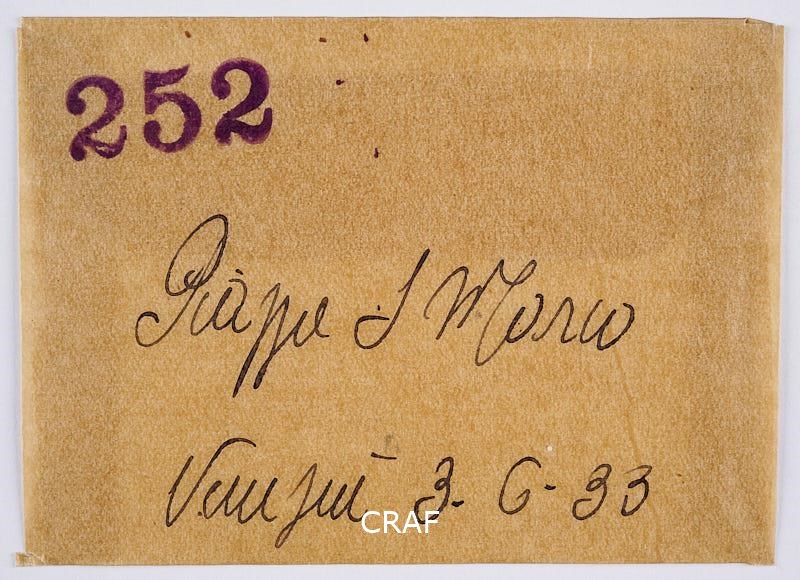 252
Piazza S Marco
Venezia 3-6-33
CRAF